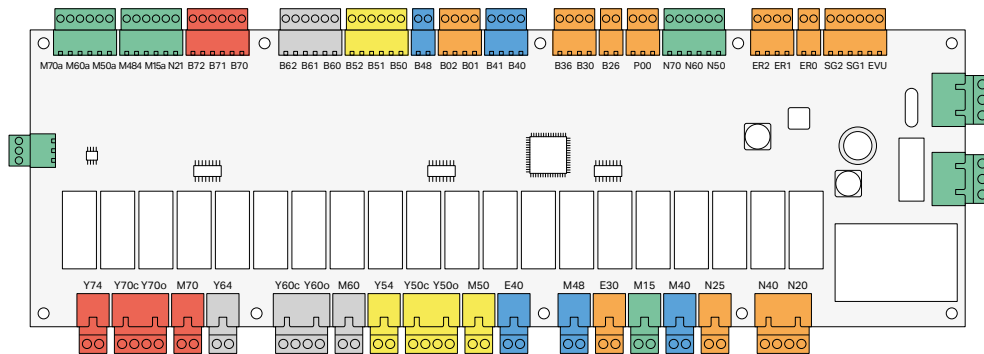 M70a M60a M50a M484 M15a N21 B72 B71 B70 B62 B61 B60 B52 B51 B50 B48 B02 B01 B41 B40 B36 B30 B26 P00 N70 N60 N50 ER2 ER1 ER0 SG2 SG1 EVU
Y74 Y70c Y70o M70 Y64 Y60c Y60o M60 Y54 Y50c Y50o M50 E40 M48 E30 M15 M40 N25 N40 N20